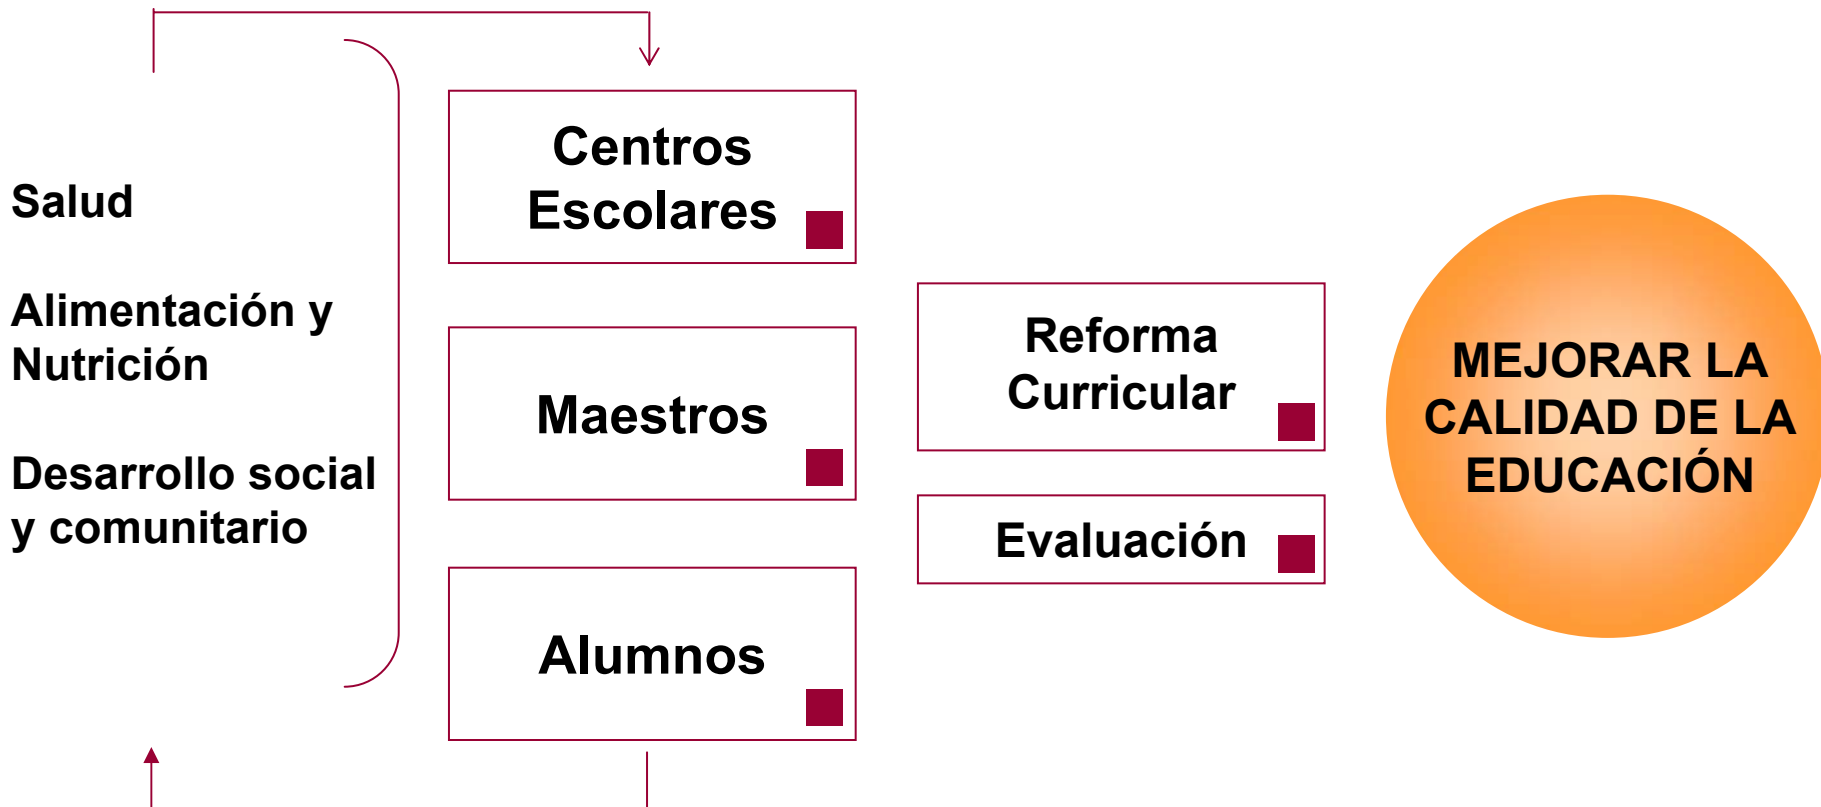 Salud
Alimentación y
Nutrición
Desarrollo social
y comunitario
Centros
Escolares
Maestros
Alumnos
Reforma
Curricular
Evaluación
MEJORAR LA
CALIDAD DE LA
EDUCACIÓN